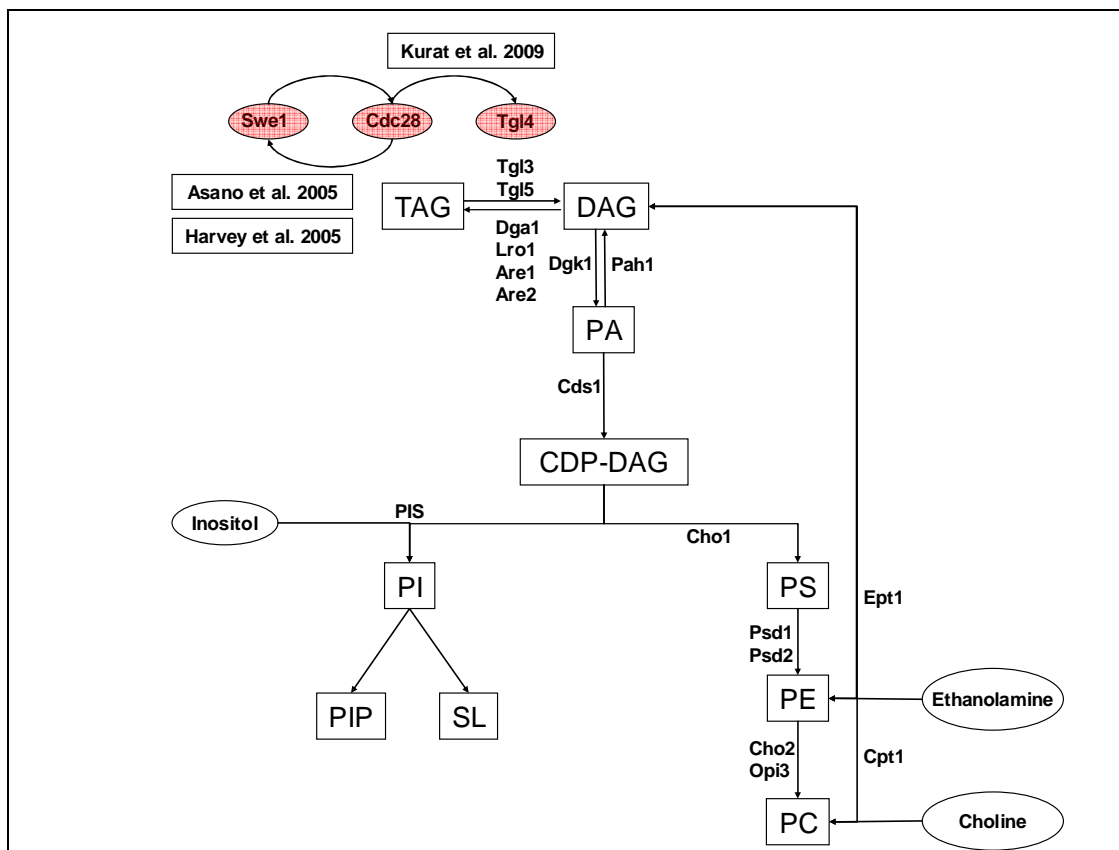 Kurat et al. 2009
Swe1
Cdc28
Tgl4
Asano et al. 2005
Harvey et al. 2005
Tgl3
Tgl5
TAG
DAG
Dga1
Lro1
Are1
Are2
Dgk1
Pah1
PA
Cds1
CDP-DAG
Inositol
PIS
Cho1
PI
PS
Ept1
Psd1
Psd2
PIP
SL
PE
Ethanolamine
Cho2
Opi3
Cpt1
PC
Choline